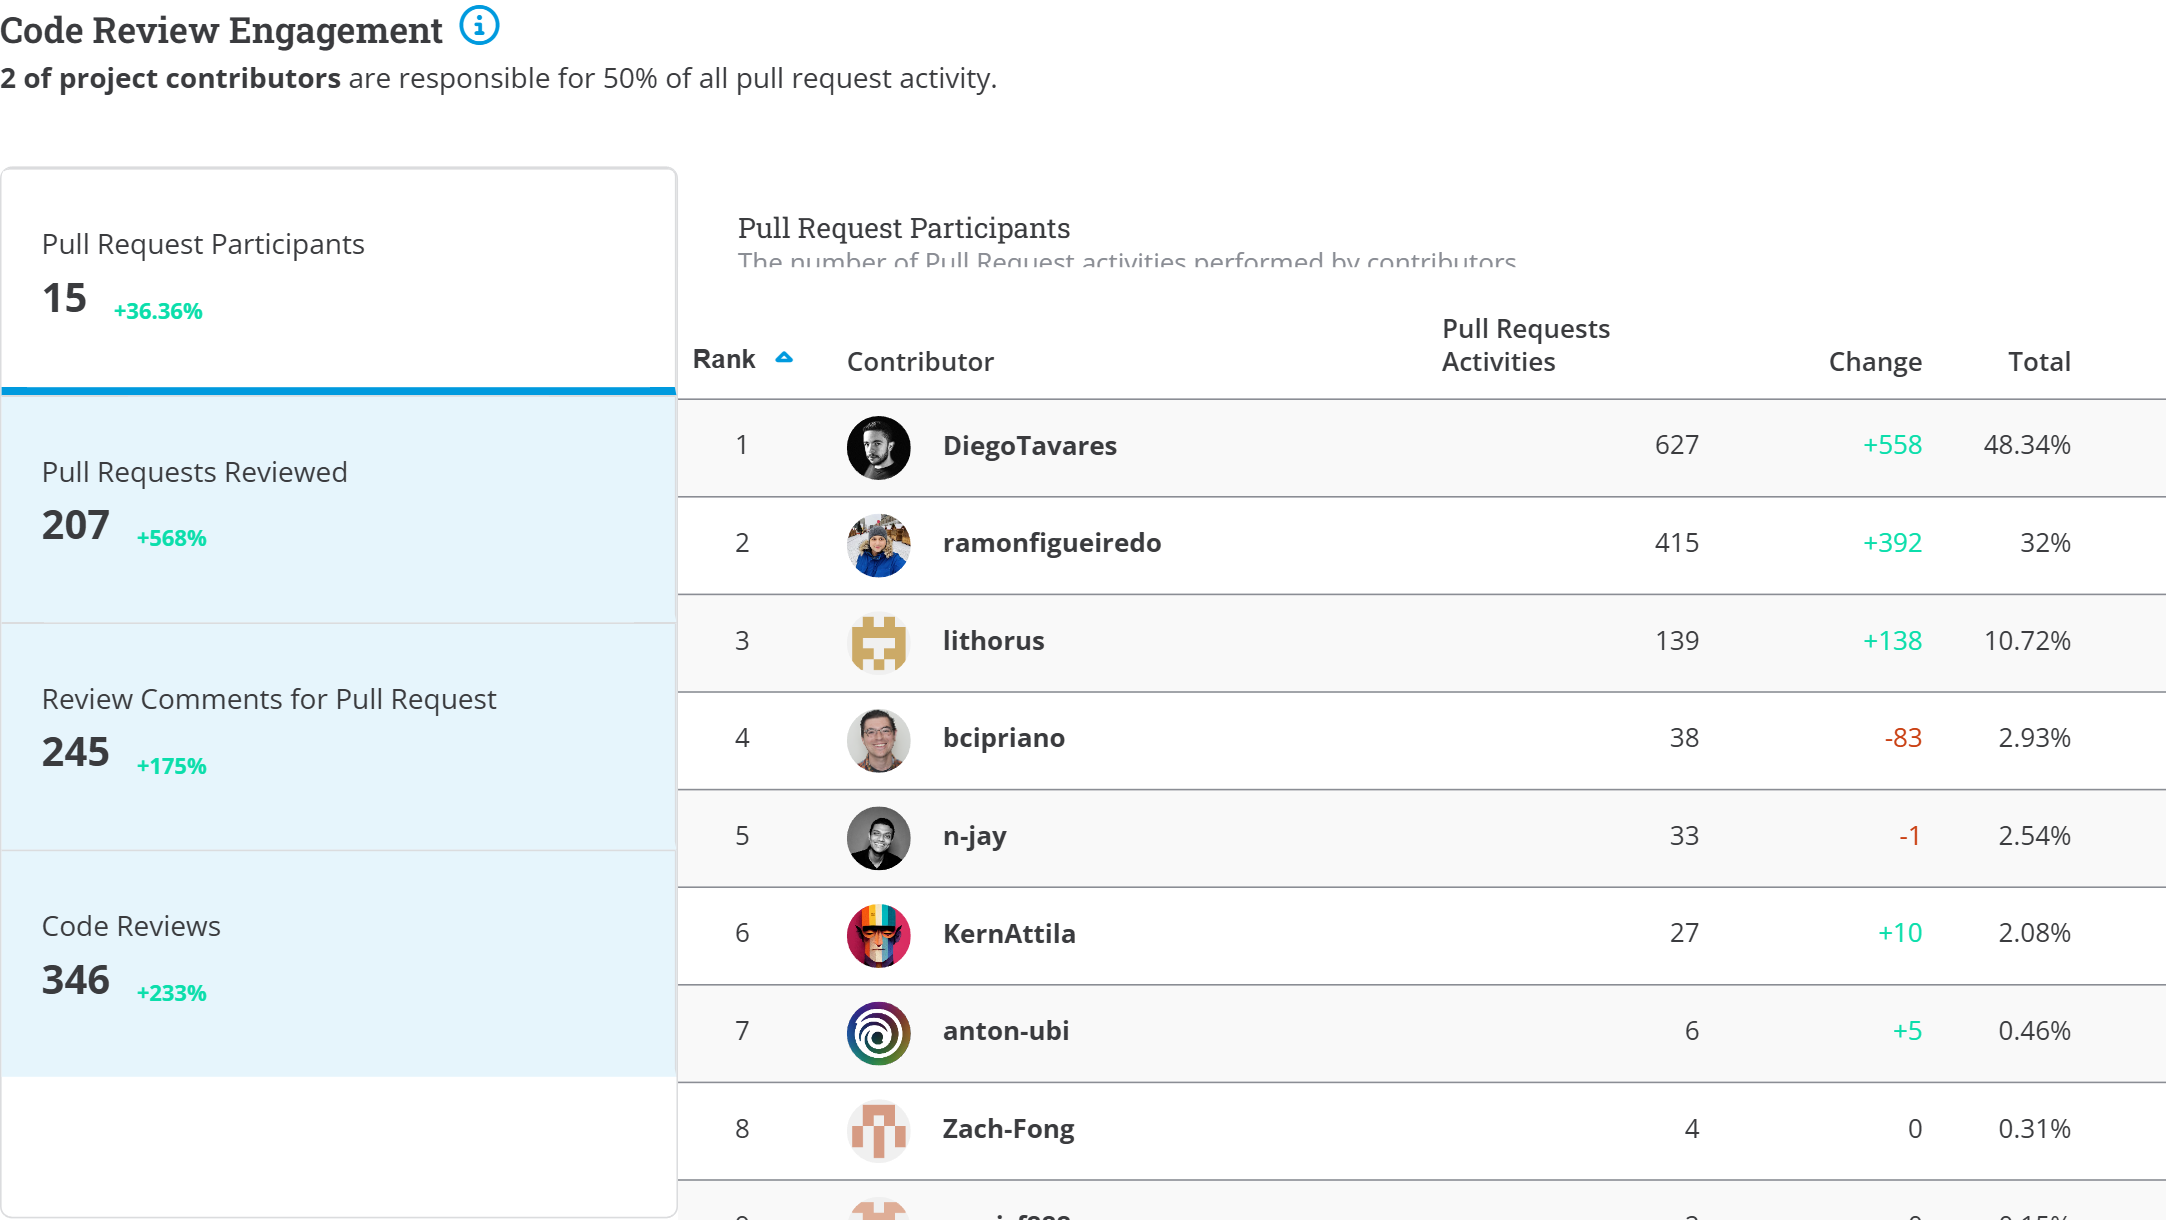 Code Review Engagement
2 of project contributors are responsible for 50% of all pull request activity.
Pull Request Participants
15 +36.36%
Pull Requests Reviewed
207 +568%
Review Comments for Pull Request
245 +175%
Code Reviews
346 +233%
Pull Request Participants
The number of Pull Request activities performed by contributors
Rank Contributor Pull Requests Activities Change Total
1 DiegoTavares 627 +558 48.34%
2 ramonfigueiredo 415 +392 32%
3 lithorus 139 +138 10.72%
4 bcipriano 38 -83 2.93%
5 n-jay 33 -1 2.54%
6 KernAttila 27 +10 2.08%
7 anton-ubi 6 +5 0.46%
8 Zach-Fong 4 0 0.31%